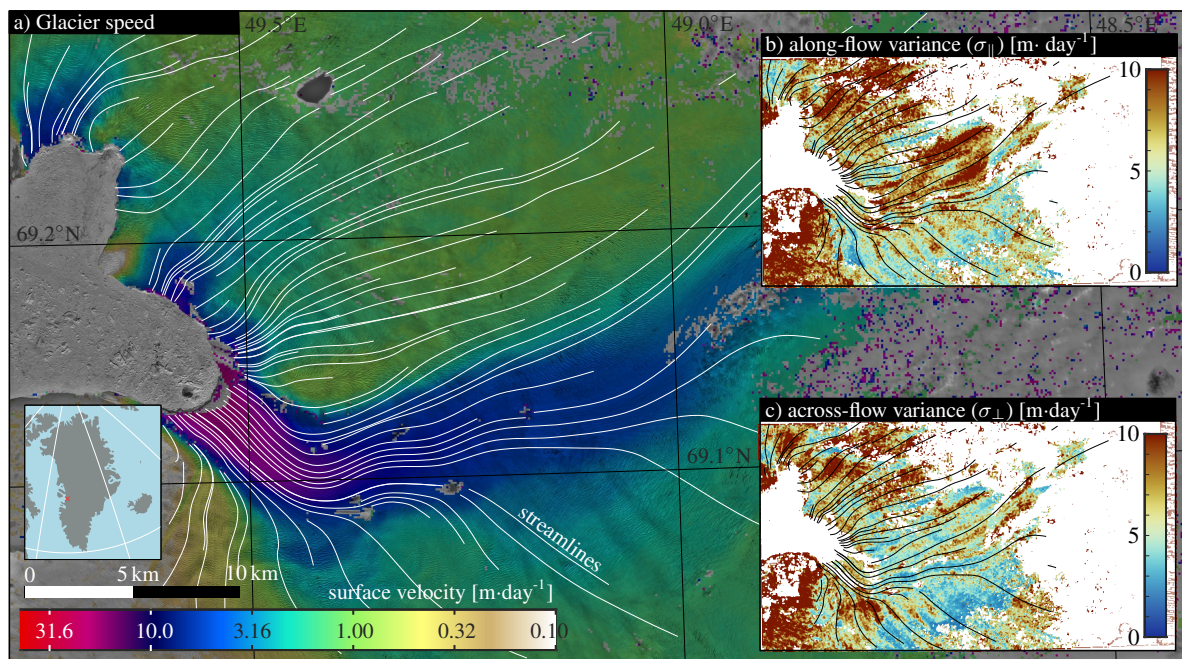 a) Glacier speed
49.5°E
49.0°E
48.5°E
b) along-flow variance (σ∥) [m· day⁻¹]
10
5
0
69.2°N
c) across-flow variance (σ⊥) [m·day⁻¹]
10
5
0
69.1°N
streamlines
0 5 km 10 km
surface velocity [m·day⁻¹]
31.6 10.0 3.16 1.00 0.32 0.10